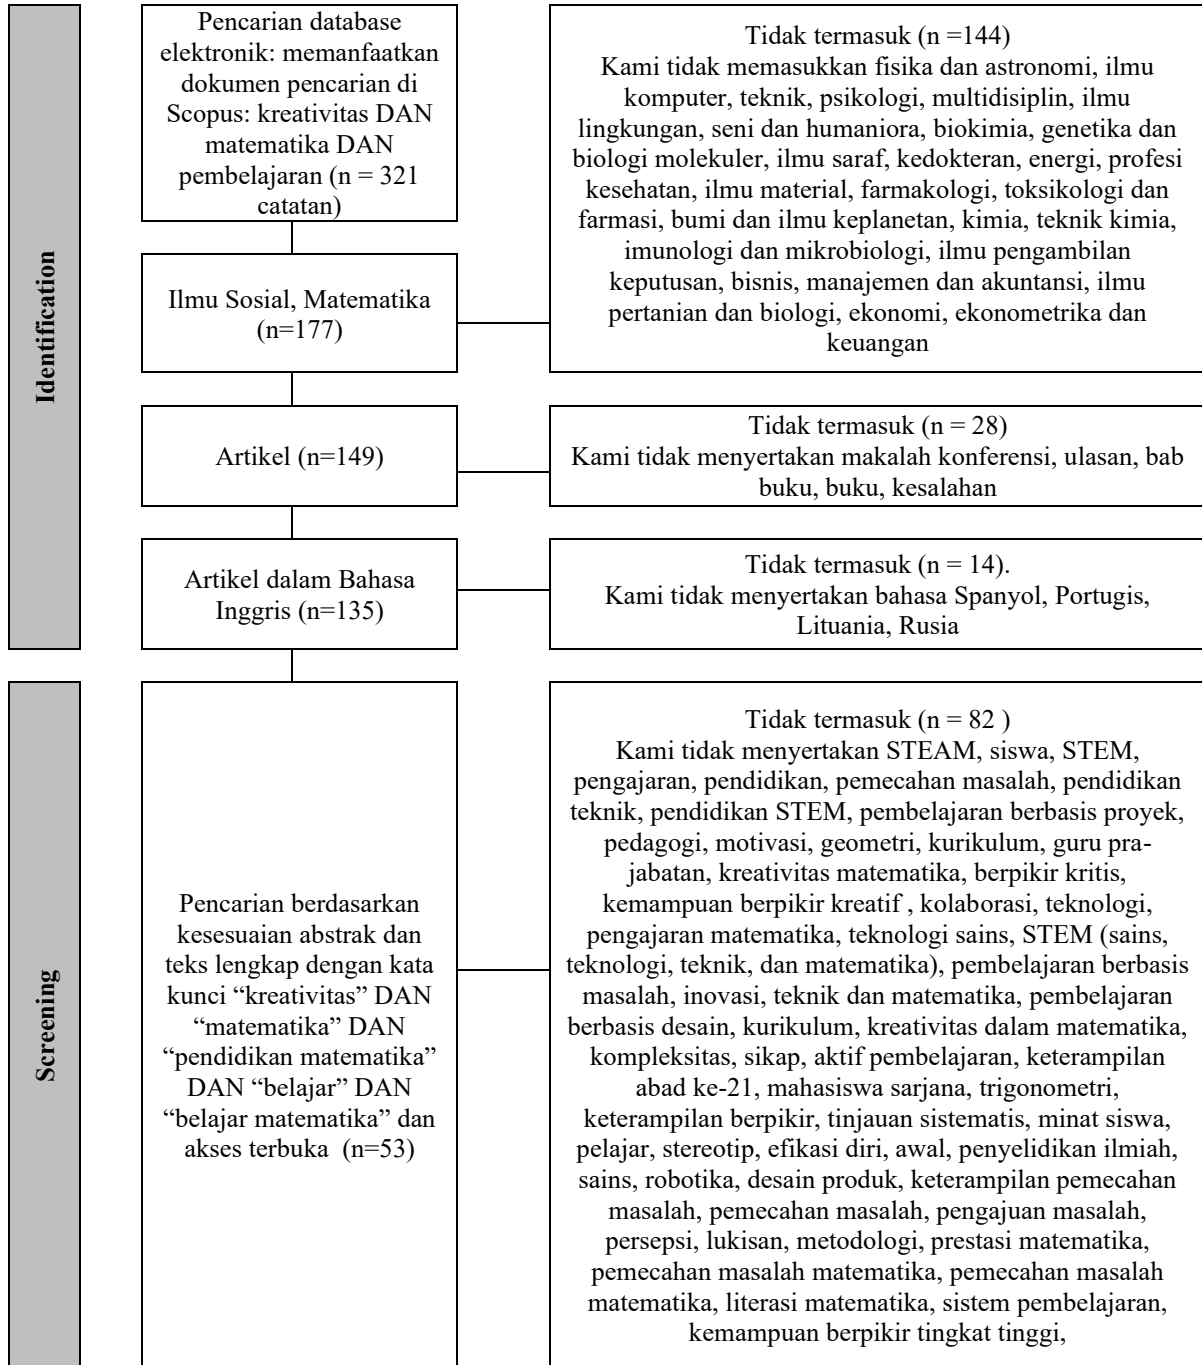 Identification
Pencarian database
elektronik: memanfaatkan
dokumen pencarian di
Scopus: kreativitas DAN
matematika DAN
pembelajaran (n = 321
catatan)
Tidak termasuk (n =144)
Kami tidak memasukkan fisika dan astronomi, ilmu
komputer, teknik, psikologi, multidisiplin, ilmu
lingkungan, seni dan humaniora, biokimia, genetika dan
biologi molekuler, ilmu saraf, kedokteran, energi, profesi
kesehatan, ilmu material, farmakologi, toksikologi dan
farmasi, bumi dan ilmu keplanetan, kimia, teknik kimia,
imunologi dan mikrobiologi, ilmu pengambilan
keputusan, bisnis, manajemen dan akuntansi, ilmu
pertanian dan biologi, ekonomi, ekonometrika dan
keuangan
Ilmu Sosial, Matematika
(n=177)
Artikel (n=149)
Tidak termasuk (n = 28)
Kami tidak menyertakan makalah konferensi, ulasan, bab
buku, buku, kesalahan
Artikel dalam Bahasa
Inggris (n=135)
Tidak termasuk (n = 14).
Kami tidak menyertakan bahasa Spanyol, Portugis,
Lituania, Rusia
Screening
Pencarian berdasarkan
kesesuaian abstrak dan
teks lengkap dengan kata
kunci “kreativitas” DAN
“matematika” DAN
“pendidikan matematika”
DAN “belajar” DAN
“belajar matematika” dan
akses terbuka  (n=53)
Tidak termasuk (n = 82 )
Kami tidak menyertakan STEAM, siswa, STEM,
pengajaran, pendidikan, pemecahan masalah, pendidikan
teknik, pendidikan STEM, pembelajaran berbasis proyek,
pedagogi, motivasi, geometri, kurikulum, guru pra-
jabatan, kreativitas matematika, berpikir kritis,
kemampuan berpikir kreatif , kolaborasi, teknologi,
pengajaran matematika, teknologi sains, STEM (sains,
teknologi, teknik, dan matematika), pembelajaran berbasis
masalah, inovasi, teknik dan matematika, pembelajaran
berbasis desain, kurikulum, kreativitas dalam matematika,
kompleksitas, sikap, aktif pembelajaran, keterampilan
abad ke-21, mahasiswa sarjana, trigonometri,
keterampilan berpikir, tinjauan sistematis, minat siswa,
pelajar, stereotip, efikasi diri, awal, penyelidikan ilmiah,
sains, robotika, desain produk, keterampilan pemecahan
masalah, pemecahan masalah, pengajuan masalah,
persepsi, lukisan, metodologi, prestasi matematika,
pemecahan masalah matematika, pemecahan masalah
matematika, literasi matematika, sistem pembelajaran,
kemampuan berpikir tingkat tinggi,